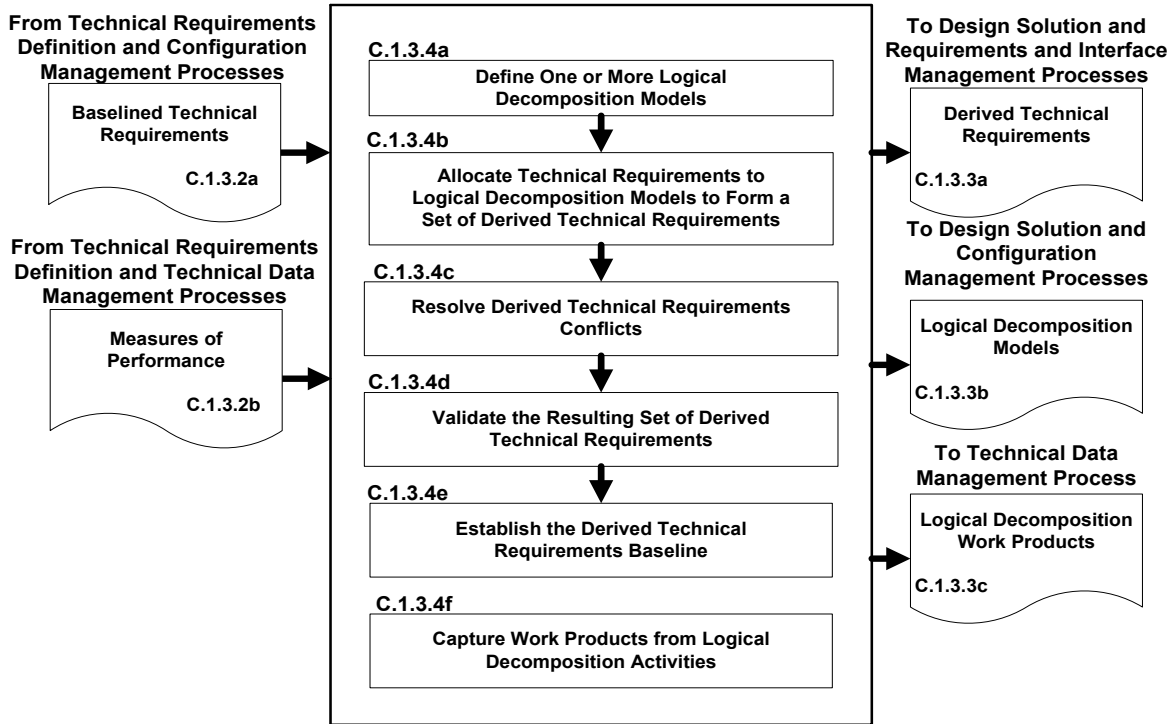 From Technical Requirements
Definition and Configuration
Management Processes
Baselined Technical
Requirements
C.1.3.2a
From Technical Requirements
Definition and Technical Data
Management Processes
Measures of
Performance
C.1.3.2b
C.1.3.4a
Define One or More Logical
Decomposition Models
C.1.3.4b
Allocate Technical Requirements to
Logical Decomposition Models to Form a
Set of Derived Technical Requirements
C.1.3.4c
Resolve Derived Technical Requirements
Conflicts
C.1.3.4d
Validate the Resulting Set of Derived
Technical Requirements
C.1.3.4e
Establish the Derived Technical
Requirements Baseline
C.1.3.4f
Capture Work Products from Logical
Decomposition Activities
To Design Solution and
Requirements and Interface
Management Processes
Derived Technical
Requirements
C.1.3.3a
To Design Solution and
Configuration
Management Processes
Logical Decomposition
Models
C.1.3.3b
To Technical Data
Management Process
Logical Decomposition
Work Products
C.1.3.3c